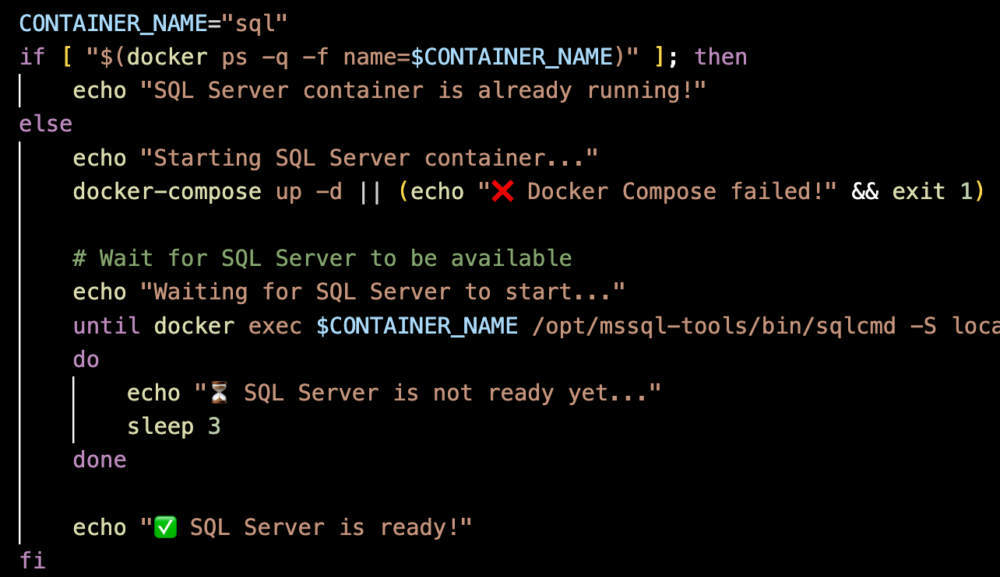 CONTAINER_NAME="sql"
if [ "$(docker ps -q -f name=$CONTAINER_NAME)" ]; then
echo "SQL Server container is already running!"
else
echo "Starting SQL Server container..."
docker-compose up -d || (echo "❌ Docker Compose failed!" && exit 1)
# Wait for SQL Server to be available
echo "Waiting for SQL Server to start..."
until docker exec $CONTAINER_NAME /opt/mssql-tools/bin/sqlcmd -S loca
do
echo "⏳ SQL Server is not ready yet..."
sleep 3
done
echo "✅ SQL Server is ready!"
fi